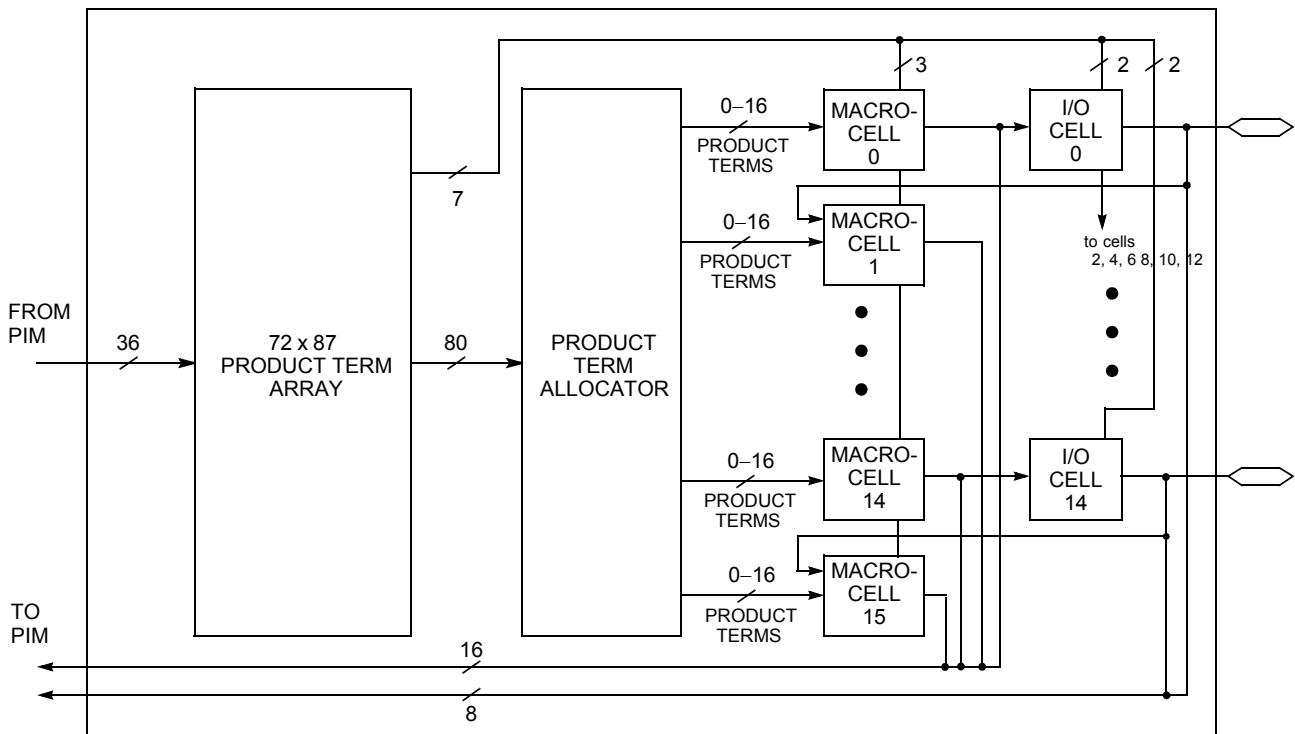 3
2
2
0–16
PRODUCT
TERMS
MACRO-
CELL
0
I/O
CELL
0
7
0–16
PRODUCT
TERMS
MACRO-
CELL
1
to cells
2, 4, 6 8, 10, 12
FROM
PIM
36
72 x 87
PRODUCT TERM
ARRAY
80
PRODUCT
TERM
ALLOCATOR
0–16
PRODUCT
TERMS
MACRO-
CELL
14
I/O
CELL
14
0–16
PRODUCT
TERMS
MACRO-
CELL
15
TO
PIM
16
8